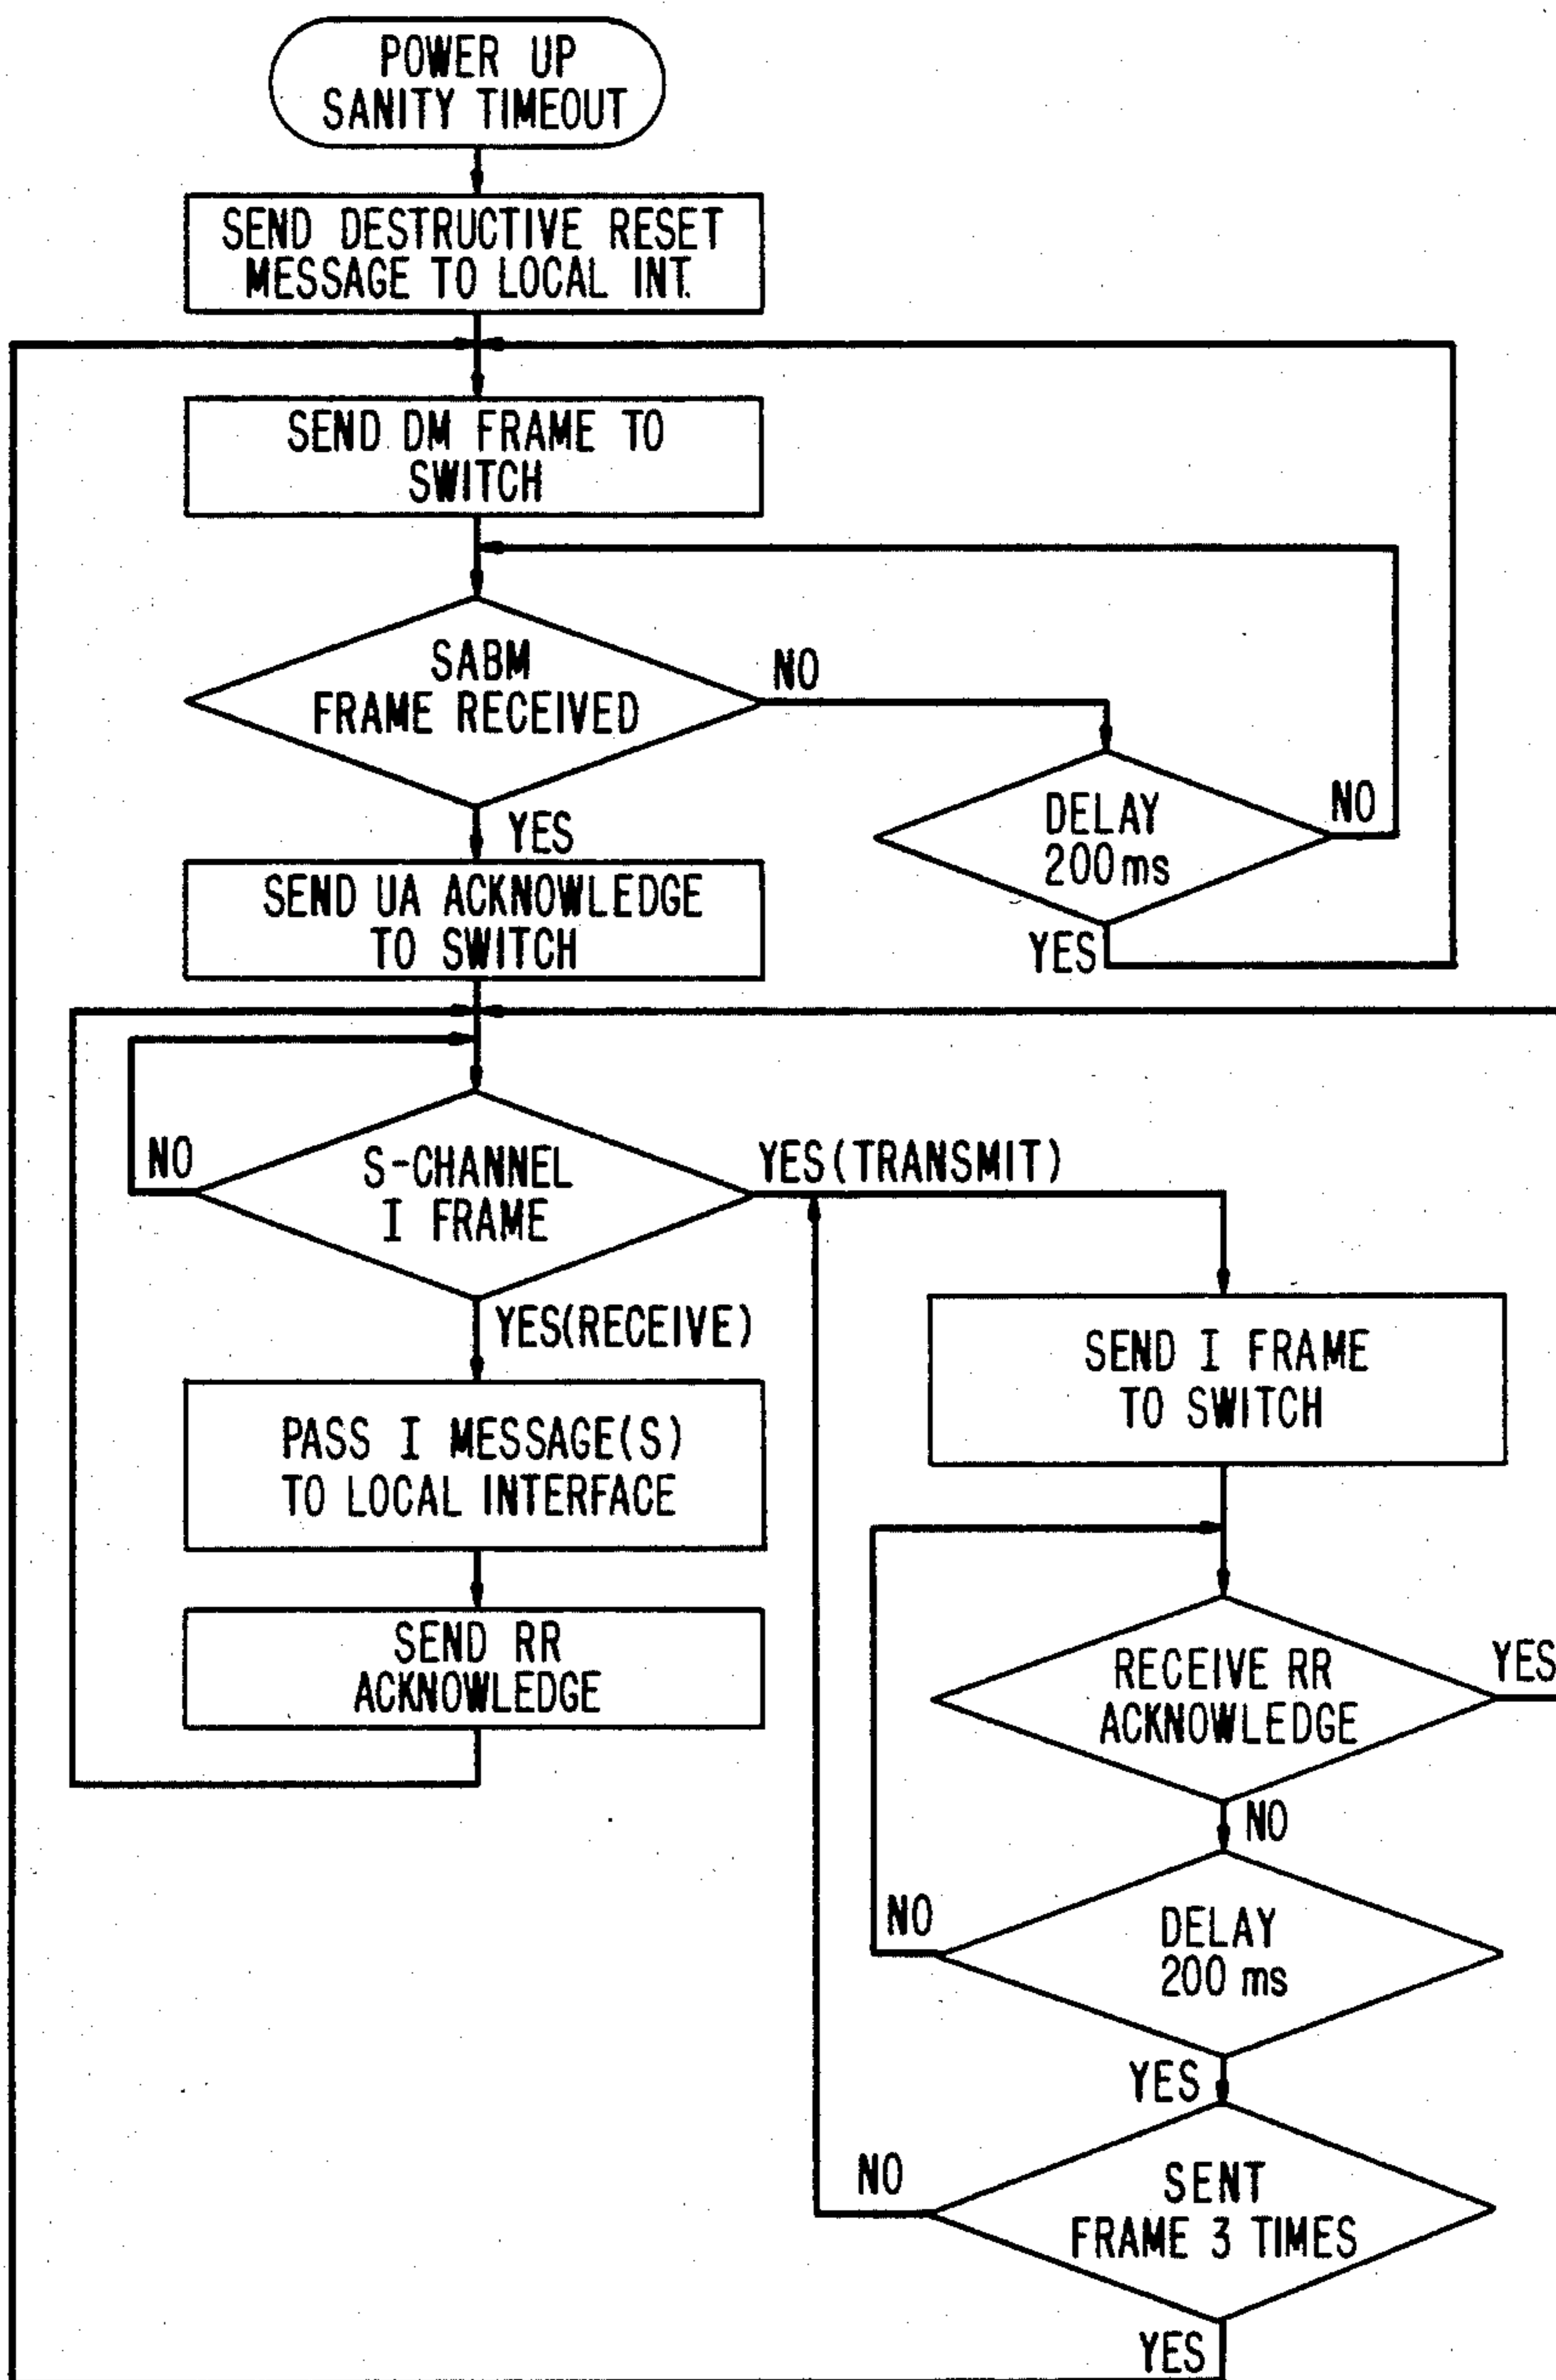 POWER UP
SANITY TIMEOUT
SEND DESTRUCTIVE RESET
MESSAGE TO LOCAL INT.
SEND DM FRAME TO
SWITCH
SABM
FRAME RECEIVED
NO
DELAY
200ms
NO
YES
YES
SEND UA ACKNOWLEDGE
TO SWITCH
S-CHANNEL
I FRAME
NO
YES(TRANSMIT)
YES(RECEIVE)
PASS I MESSAGE(S)
TO LOCAL INTERFACE
SEND RR
ACKNOWLEDGE
SEND I FRAME
TO SWITCH
RECEIVE RR
ACKNOWLEDGE
YES
NO
DELAY
200 ms
NO
YES
SENT
FRAME 3 TIMES
NO
YES